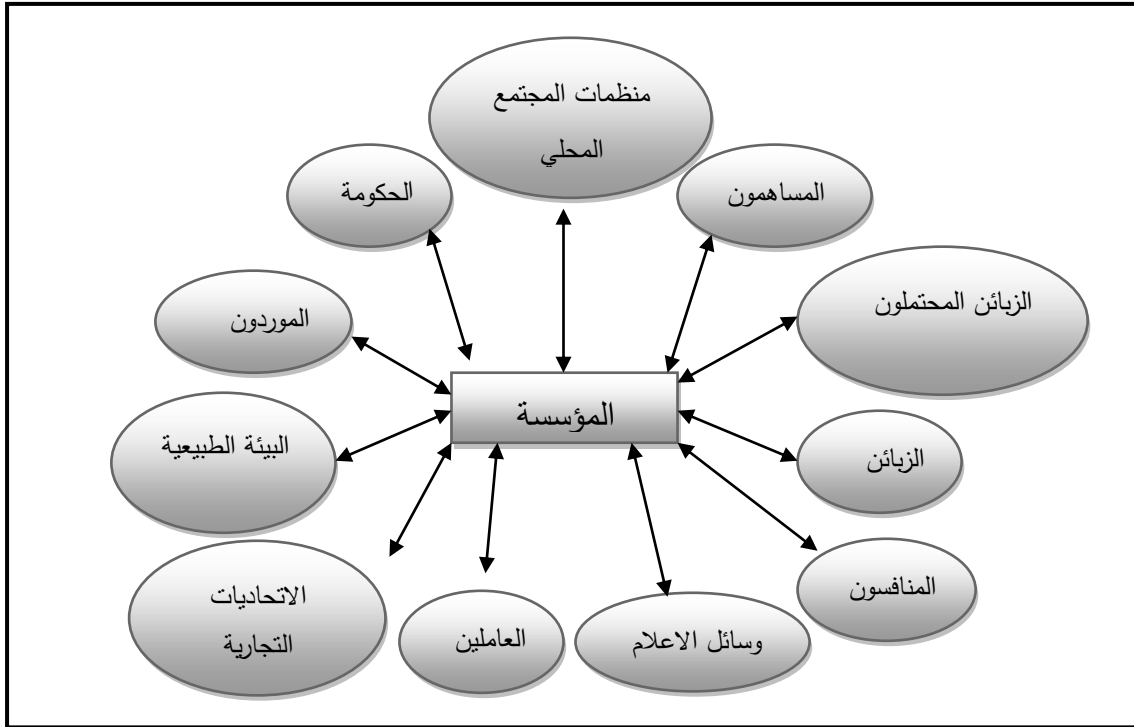 منظمات المجتمع
المحلي
المساهمون
الحكومة
الزبائن المحتملون
الموردون
المؤسسة
البيئة الطبيعية
الزبائن
المنافسون
الاتحاديات
التجارية
العاملين
وسائل الاعلام